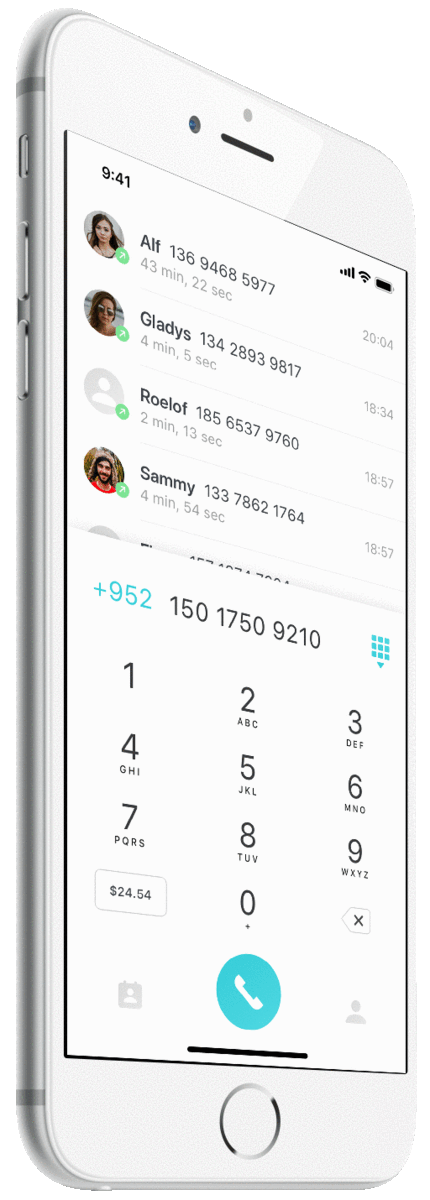 9:41
Alf 136 9468 5977
43 min, 22 sec
20:04
Gladys 134 2893 9817
4 min, 5 sec
18:34
Roelof 185 6537 9760
2 min, 13 sec
18:57
Sammy 133 7862 1764
4 min, 54 sec
18:57
+952 150 1750 9210
1
2
ABC
3
DEF
4
GHI
5
JKL
6
MNO
7
PQRS
8
TUV
9
WXYZ
$24.54
0
+